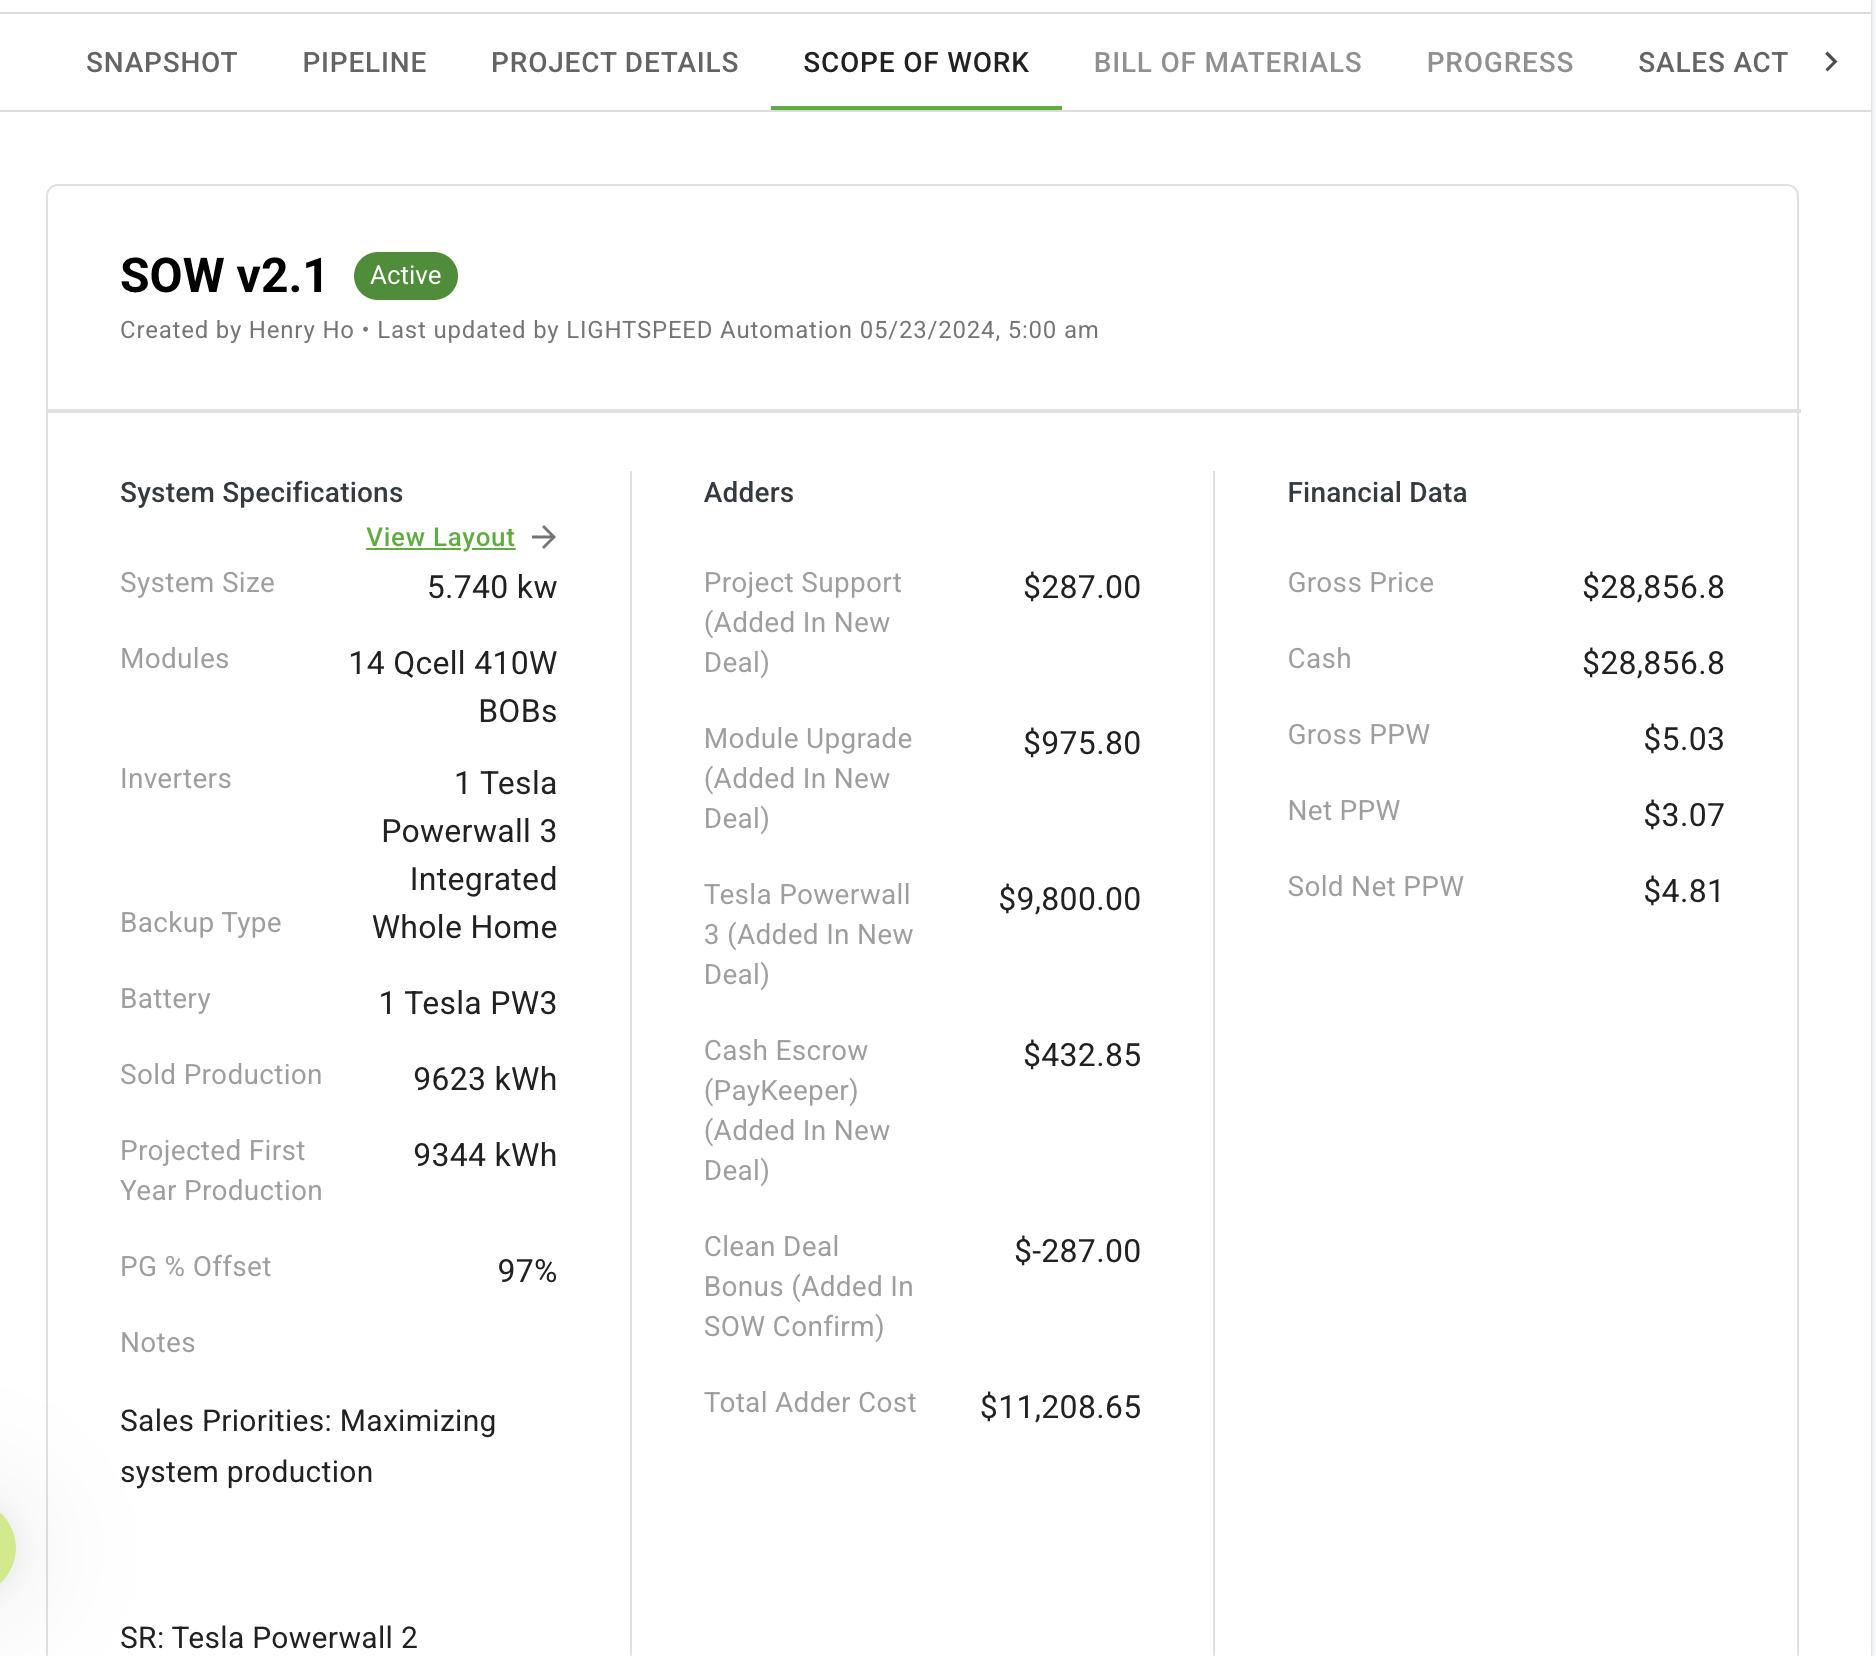 SNAPSHOT PIPELINE PROJECT DETAILS SCOPE OF WORK BILL OF MATERIALS PROGRESS SALES ACT
SOW v2.1 Active
Created by Henry Ho • Last updated by LIGHTSPEED Automation 05/23/2024, 5:00 am
System Specifications
View Layout →
System Size 5.740 kw
Modules 14 Qcell 410W
BOBs
Inverters 1 Tesla
Powerwall 3
Integrated
Backup Type Whole Home
Battery 1 Tesla PW3
Sold Production 9623 kWh
Projected First 9344 kWh
Year Production
PG % Offset 97%
Notes
Sales Priorities: Maximizing
system production
SR: Tesla Powerwall 2
Adders
Project Support $287.00
(Added In New
Deal)
Module Upgrade $975.80
(Added In New
Deal)
Tesla Powerwall $9,800.00
3 (Added In New
Deal)
Cash Escrow $432.85
(PayKeeper)
(Added In New
Deal)
Clean Deal $-287.00
Bonus (Added In
SOW Confirm)
Total Adder Cost $11,208.65
Financial Data
Gross Price $28,856.8
Cash $28,856.8
Gross PPW $5.03
Net PPW $3.07
Sold Net PPW $4.81